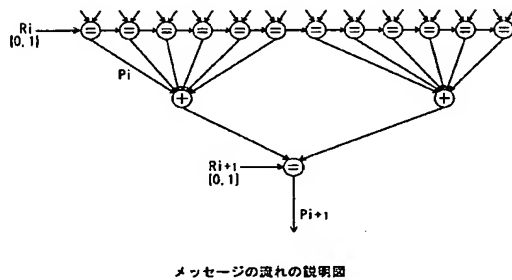 Ri
[0, 1]
= = = = = = = = = = = =
Pi
+ +
Ri+1
[0, 1]
=
Pi+1
メッセージの流れの説明図